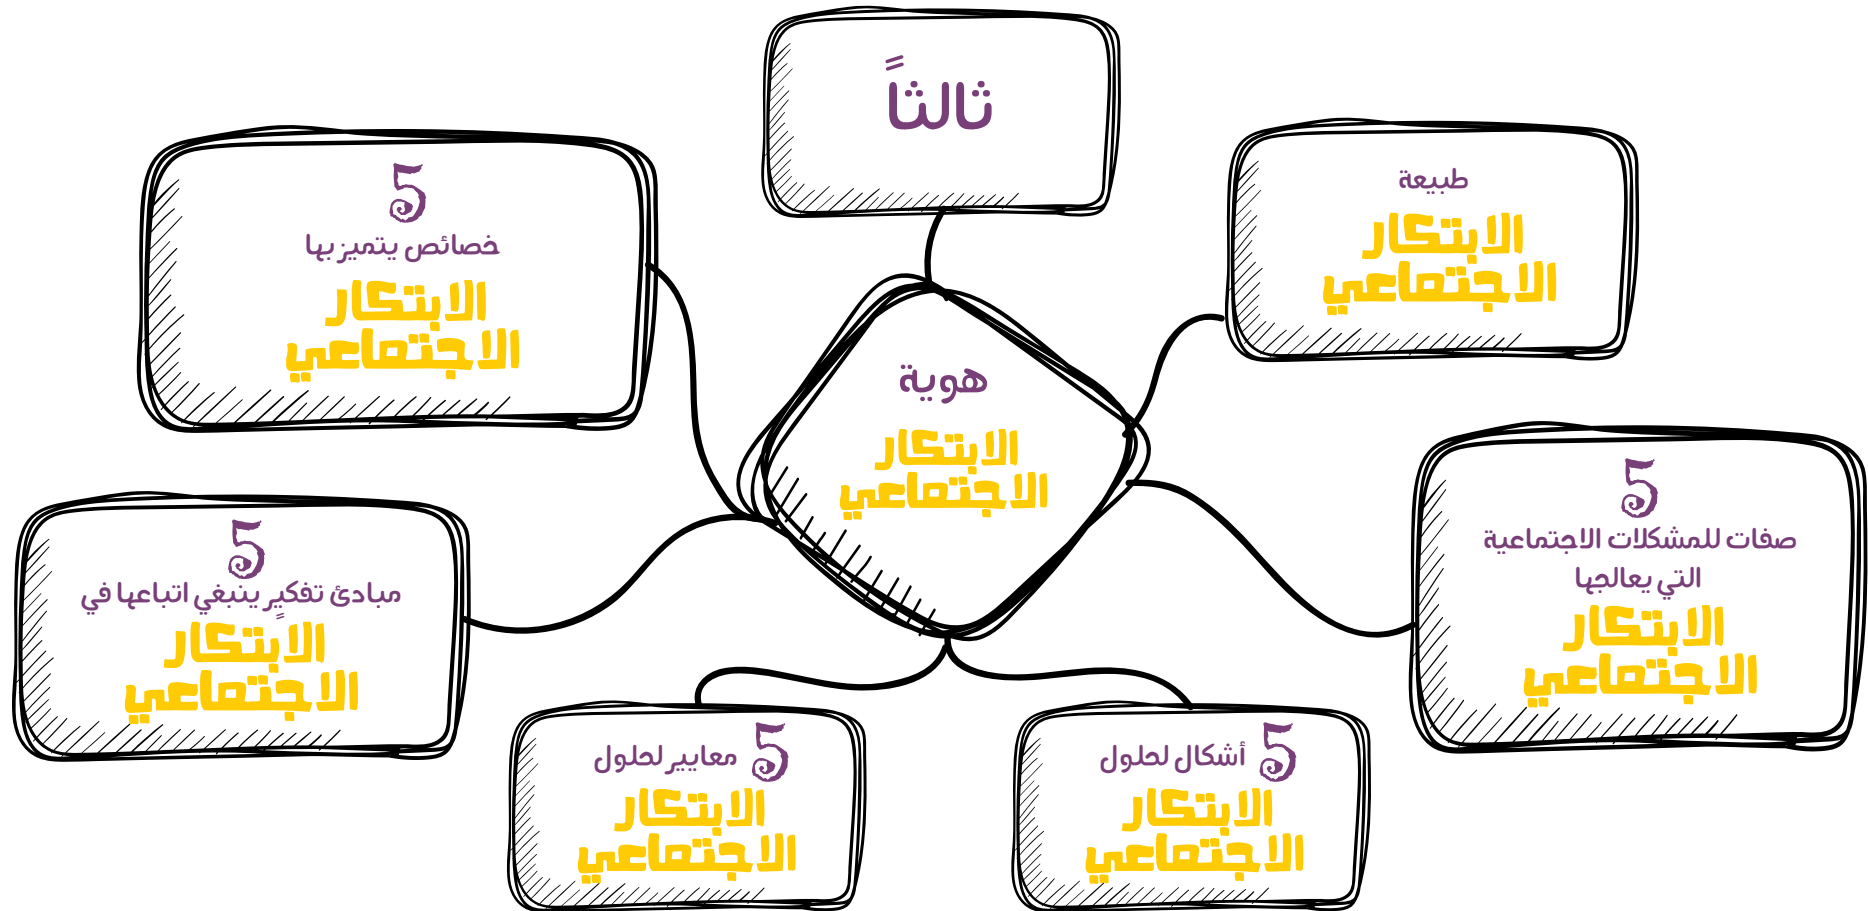 ثالثاً
هوية
الابتكار
الاجتماعي
طبيعة
الابتكار
الاجتماعي
5
صفات للمشكلات الاجتماعية
التي يعالجها
الابتكار
الاجتماعي
5 أشكال لحلول
الابتكار
الاجتماعي
5 معايير لحلول
الابتكار
الاجتماعي
5
مبادئ تفكيرٍ ينبغي اتباعها في
الابتكار
الاجتماعي
5
خصائص يتميز بها
الابتكار
الاجتماعي